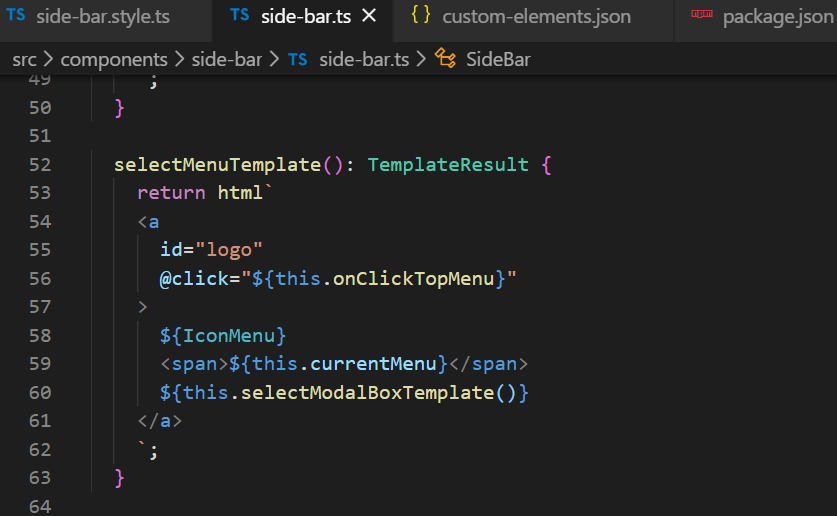 TS side-bar.style.ts TS side-bar.ts × {} custom-elements.json npm package.json
src > components > side-bar > TS side-bar.ts > SideBar
49 ;
50 }
51
52 selectMenuTemplate(): TemplateResult {
53 return html`
54 <a
55 id="logo"
56 @click="${this.onClickTopMenu}"
57 >
58 ${IconMenu}
59 <span>${this.currentMenu}</span>
60 ${this.selectModalBoxTemplate()}
61 </a>
62 `;
63 }
64